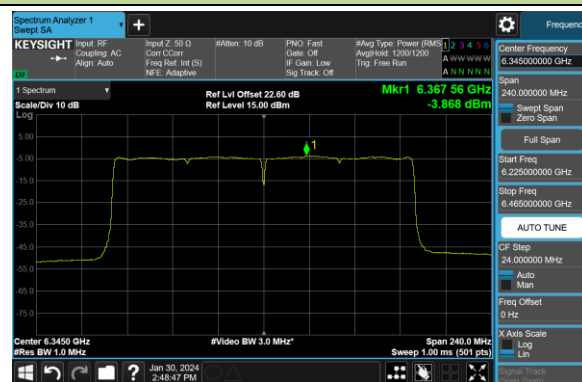 Spectrum Analyzer 1
Swept SA
Frequency
KEYSIGHT
Input: RF
Coupling: AC
Align: Auto
Input Z: 50 Ω
Corr CCorr
Freq Ref: Int (S)
NFE: Adaptive
#Atten: 10 dB
PNO: Fast
Gate: Off
IF Gain: Low
Sig Track: Off
#Avg Type: Power (RMS)
Avg|Hold: 1200/1200
Trig: Free Run
1 2 3 4 5 6
A W W W W W
A N N N N N
1 Spectrum
Scale/Div 10 dB
Ref Lvl Offset 22.60 dB
Ref Level 15.00 dBm
Mkr1 6.367 56 GHz
-3.868 dBm
Log
5.00
-5.00
-15.0
-25.0
-35.0
-45.0
-55.0
-65.0
-75.0
1
Center 6.3450 GHz
#Res BW 1.0 MHz
#Video BW 3.0 MHz*
Span 240.0 MHz
Sweep 1.00 ms (501 pts)
Center Frequency
6.345000000 GHz
Span
240.000000 MHz
Swept Span
Zero Span
Full Span
Start Freq
6.225000000 GHz
Stop Freq
6.465000000 GHz
AUTO TUNE
CF Step
24.000000 MHz
Auto
Man
Freq Offset
0 Hz
X Axis Scale
Log
Lin
Signal Track
Jan 30, 2024
2:48:47 PM